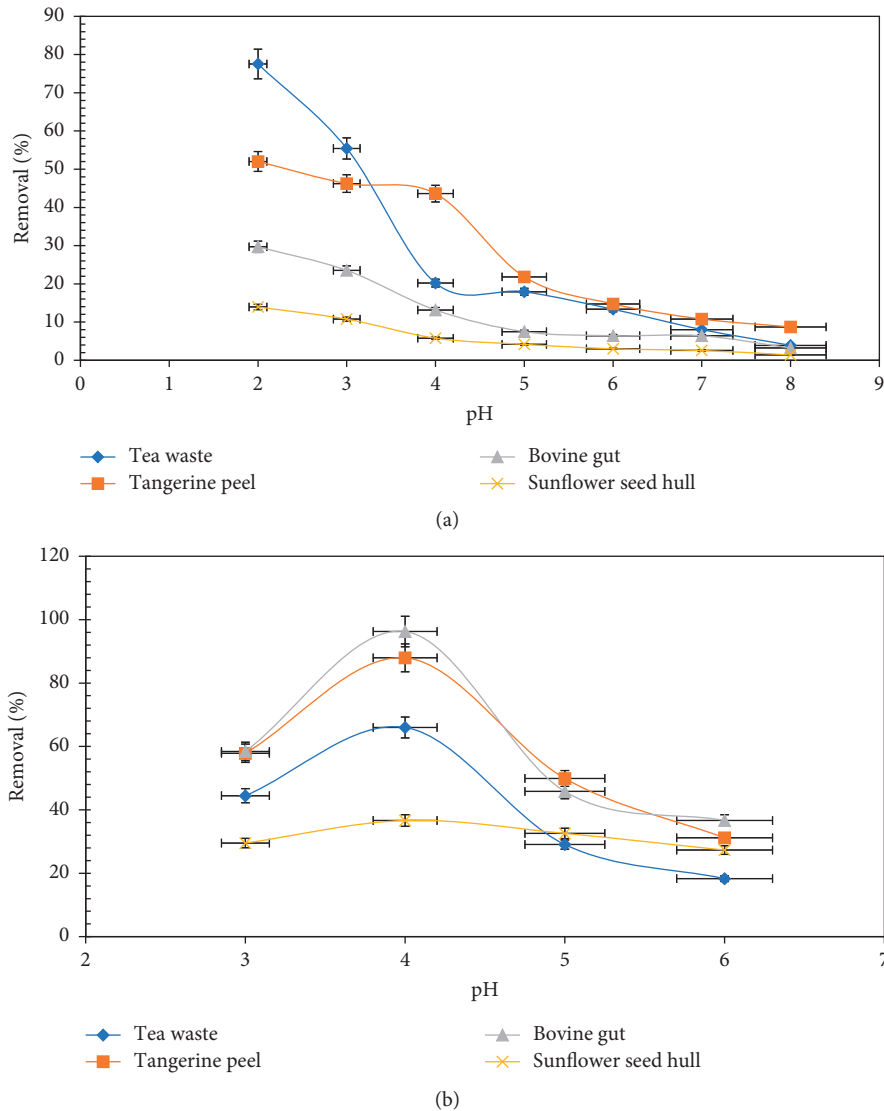 90
80
70
60
50
40
30
20
10
0
Removal (%)
0 1 2 3 4 5 6 7 8 9
pH
Tea waste Bovine gut
Tangerine peel Sunflower seed hull
(a)
120
100
80
60
40
20
0
Removal (%)
2 3 4 5 6 7
pH
Tea waste Bovine gut
Tangerine peel Sunflower seed hull
(b)